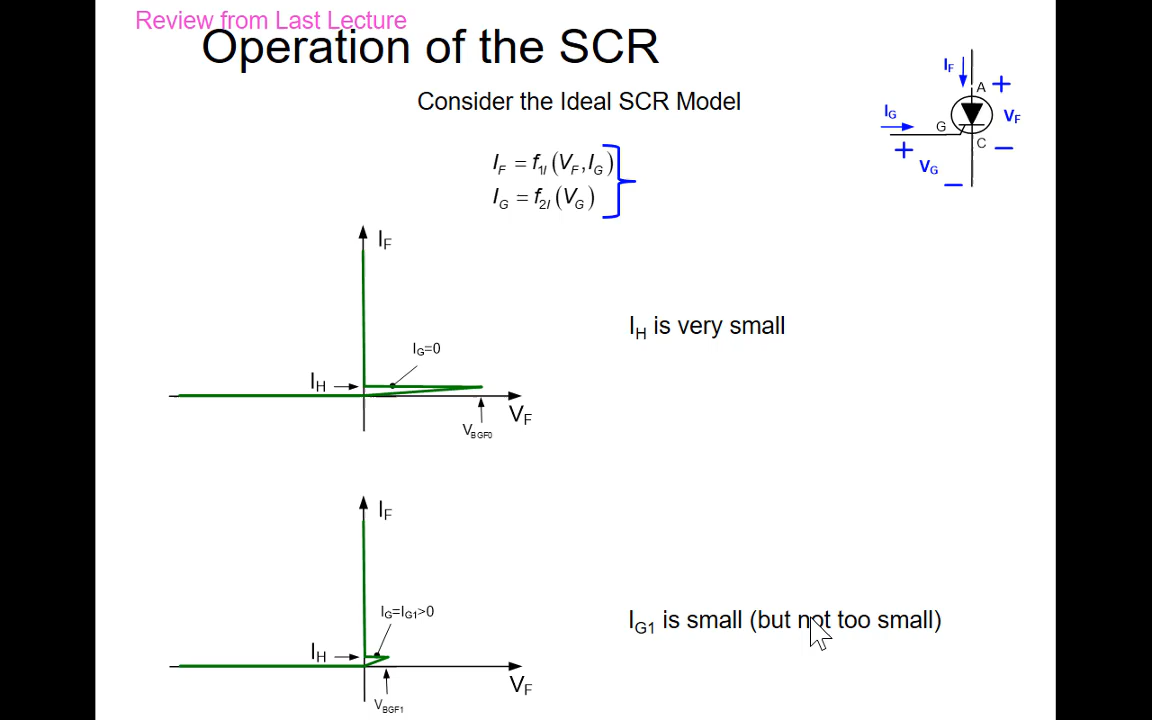 Review from Last Lecture
Operation of the SCR
Consider the Ideal SCR Model
I_F = f_1I (V_F, I_G)
I_G = f_2I (V_G)
I_F
A
+
I_G
G
V_F
+
C
−
V_G
−
I_F
I_G=0
I_H
V_F
V_BGF0
I_H is very small
I_F
I_G=I_G1>0
I_H
V_F
V_BGF1
I_G1 is small (but not too small)